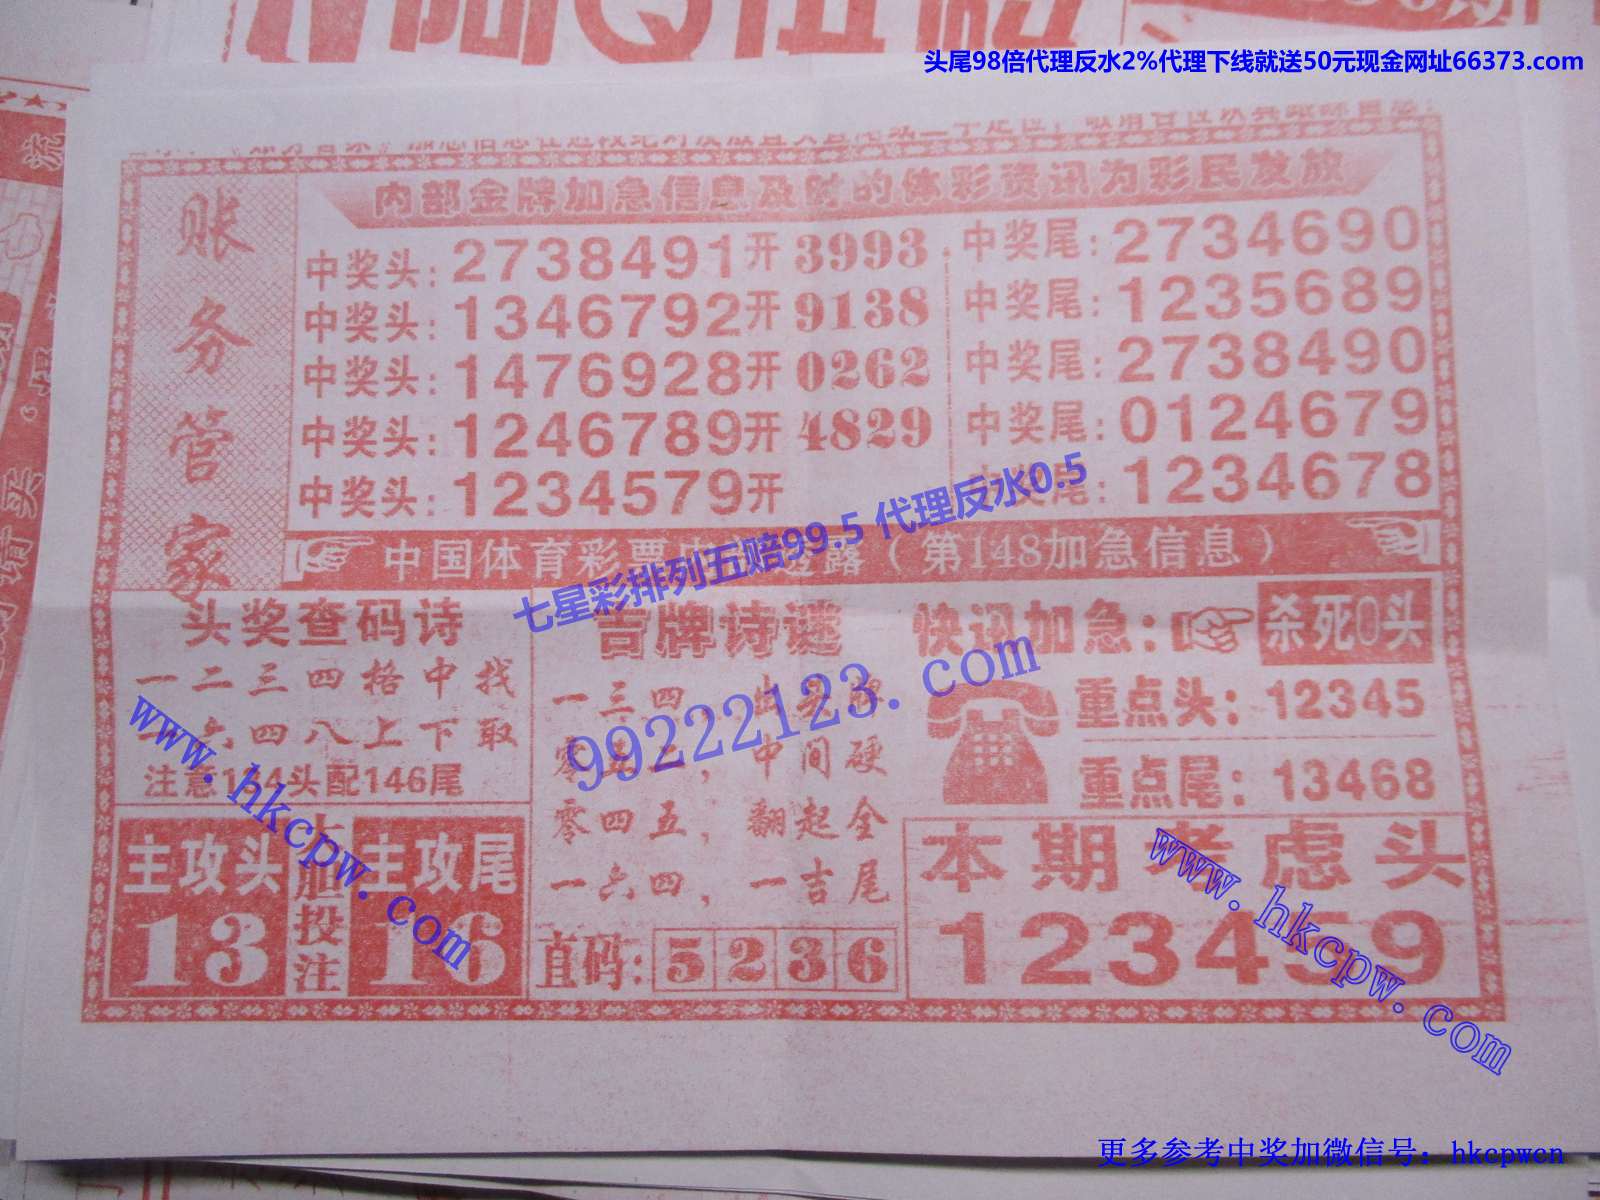 头尾98倍代理反水2%代理下线就送50元现金网址66373.com
账务管家
内部金牌加急信息及时的体彩资讯为彩民发放
中奖头：2738491开3993 中奖尾：2734690
中奖头：1346792开9138 中奖尾：1235689
中奖头：1476928开0262 中奖尾：2738490
中奖头：1246789开4829 中奖尾：0124679
中奖头：1234579开 中奖尾：1234678
七星彩排列五赔99.5 代理反水0.5
中国体育彩票 透露（第148加急信息）
头奖查码诗
一二三四格中找
一六四八上下取
注意134头配146尾
主攻头
13
大胆投注
主攻尾
16
吉牌诗谜
一三四，
零五二，中间硬
零四五，翻起全
一六四，一吉尾
直码：5236
快讯加急：杀死0头
重点头：12345
重点尾：13468
本期考虑头
123459
99222123.com
www.hkcpw.com
www.hkcpw.com
更多参考中奖加微信号：hkcpwcn